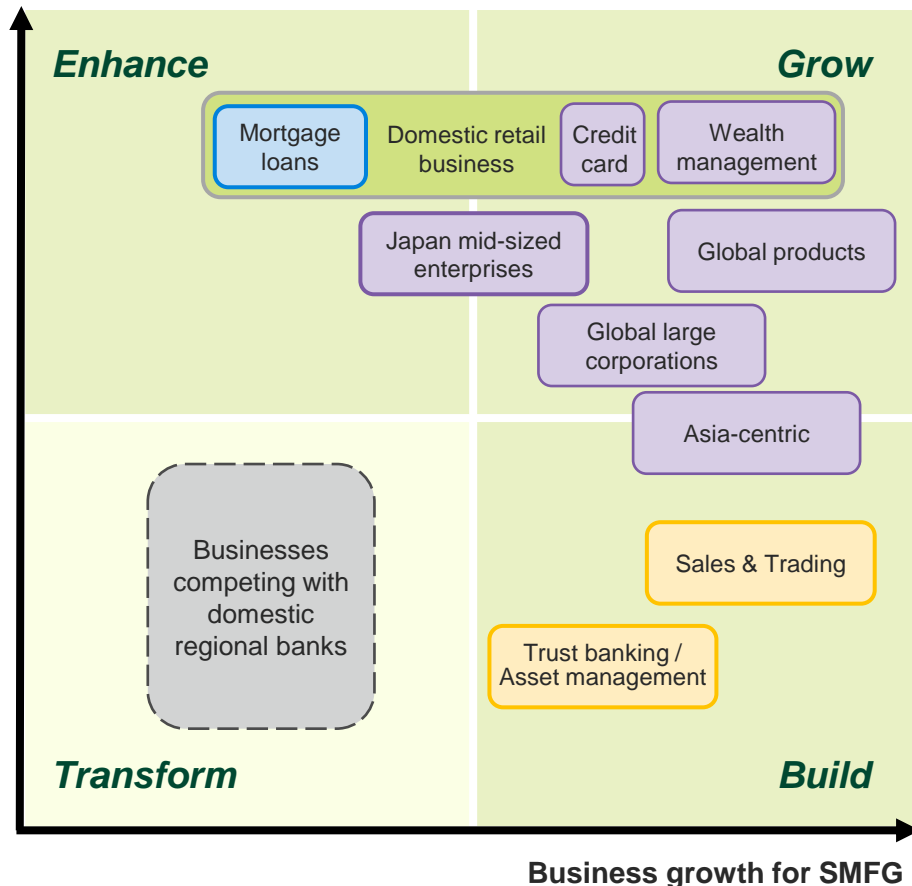 Enhance
Grow
Mortgage
loans
Domestic retail
business
Credit
card
Wealth
management
Japan mid-sized
enterprises
Global products
Global large
corporations
Asia-centric
Businesses
competing with
domestic
regional banks
Sales & Trading
Trust banking /
Asset management
Transform
Build
Business growth for SMFG